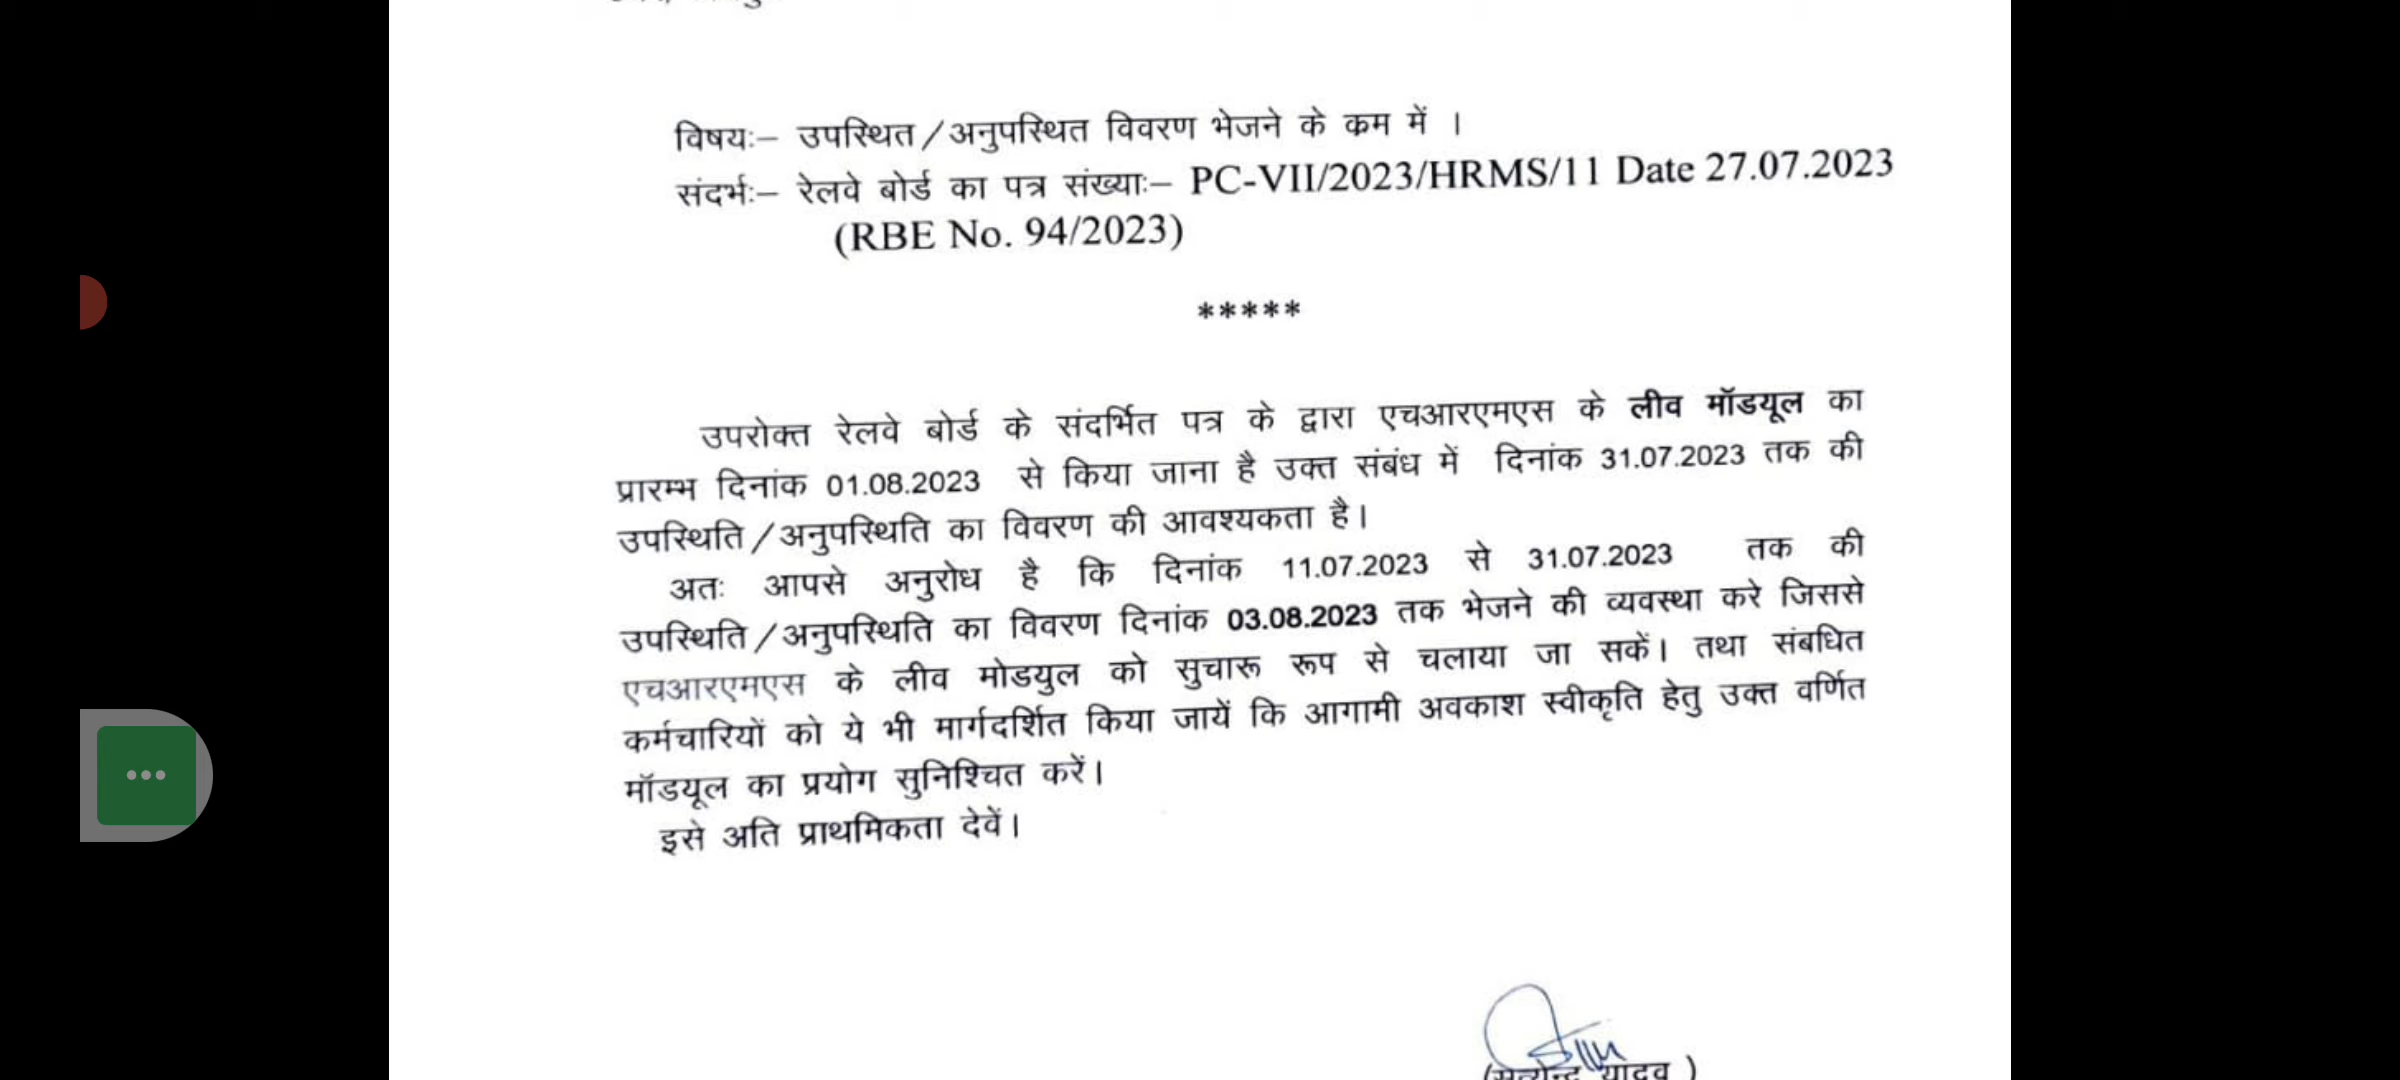 विषयः– उपस्थित/अनुपस्थित विवरण भेजने के कम में ।
संदर्भः– रेलवे बोर्ड का पत्र संख्याः– PC-VII/2023/HRMS/11 Date 27.07.2023
(RBE No. 94/2023)
*****
उपरोक्त रेलवे बोर्ड के संदर्भित पत्र के द्वारा एचआरएमएस के लीव मॉडयूल का
प्रारम्भ दिनांक 01.08.2023 से किया जाना है उक्त संबंध में दिनांक 31.07.2023 तक की
उपस्थिति/अनुपस्थिति का विवरण की आवश्यकता है।
अतः आपसे अनुरोध है कि दिनांक 11.07.2023 से 31.07.2023 तक की
उपस्थिति/अनुपस्थिति का विवरण दिनांक 03.08.2023 तक भेजने की व्यवस्था करे जिससे
एचआरएमएस के लीव मोडयुल को सुचारू रूप से चलाया जा सकें। तथा संबधित
कर्मचारियों को ये भी मार्गदर्शित किया जायें कि आगामी अवकाश स्वीकृति हेतु उक्त वर्णित
मॉडयूल का प्रयोग सुनिश्चित करें।
इसे अति प्राथमिकता देवें।
(सत्येन्द्र यादव )